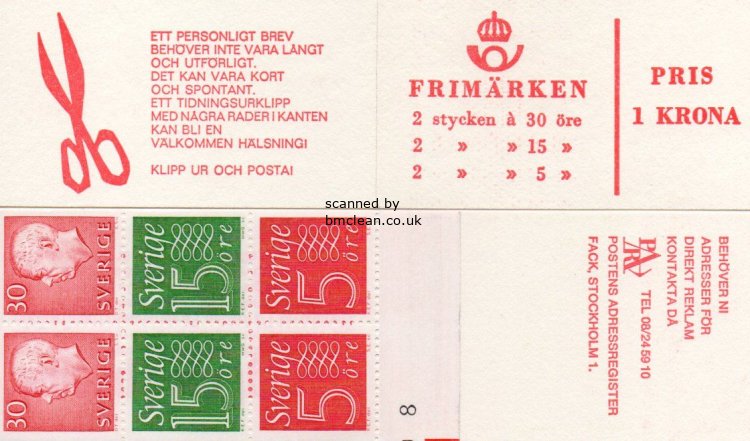 ETT PERSONLIGT BREV
BEHÖVER INTE VARA LÅNGT
OCH UTFÖRLIGT.
DET KAN VARA KORT
OCH SPONTANT.
ETT TIDNINGSURKLIPP
MED NÅGRA RADER I KANTEN
KAN BLI EN
VÄLKOMMEN HÄLSNING!
KLIPP UR OCH POSTA!
FRIMÄRKEN
2 stycken à 30 öre
2 » » 15 »
2 » » 5 »
PRIS
1 KRONA
scanned by
bmclean.co.uk
30
SVERIGE
Sverige
15
öre
Sverige
5
öre
30
SVERIGE
Sverige
15
öre
Sverige
5
öre
8
BEHÖVER NI
ADRESSER FÖR
DIREKT REKLAM
KONTAKTA DÅ
PAR
TEL 08/24 59 10
POSTENS ADRESSREGISTER
FACK, STOCKHOLM 1.